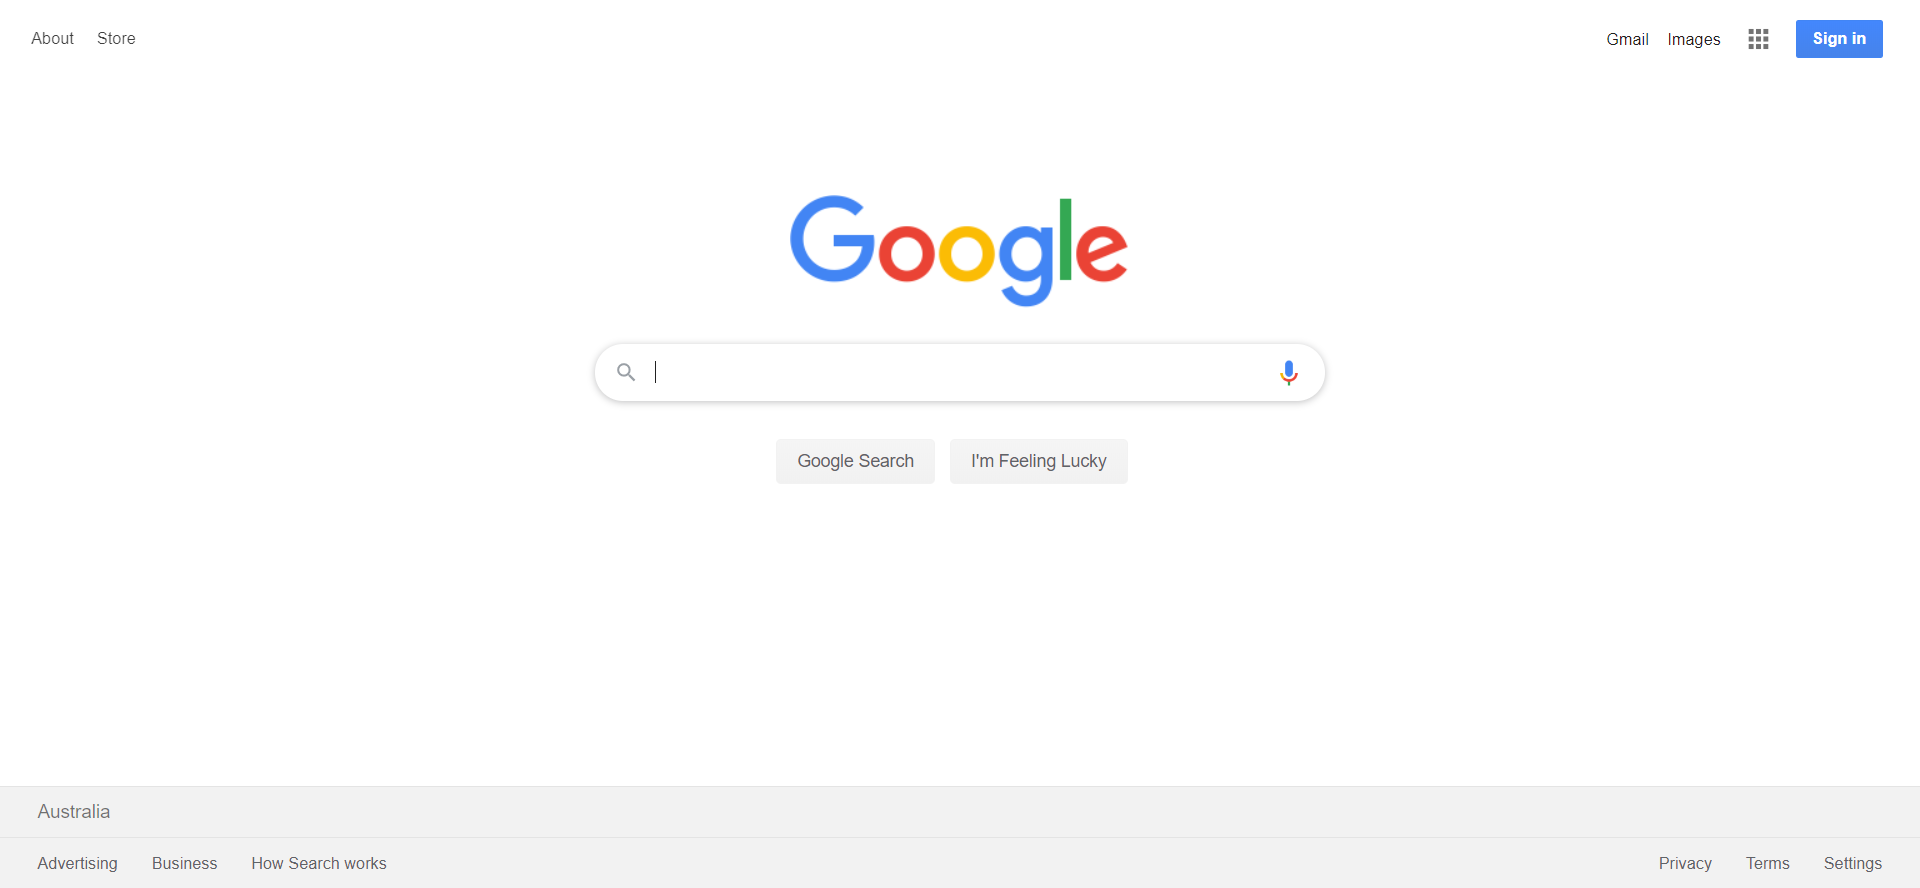 About Store Gmail Images Sign in
Google
Google Search I'm Feeling Lucky
Australia
Advertising Business How Search works Privacy Terms Settings